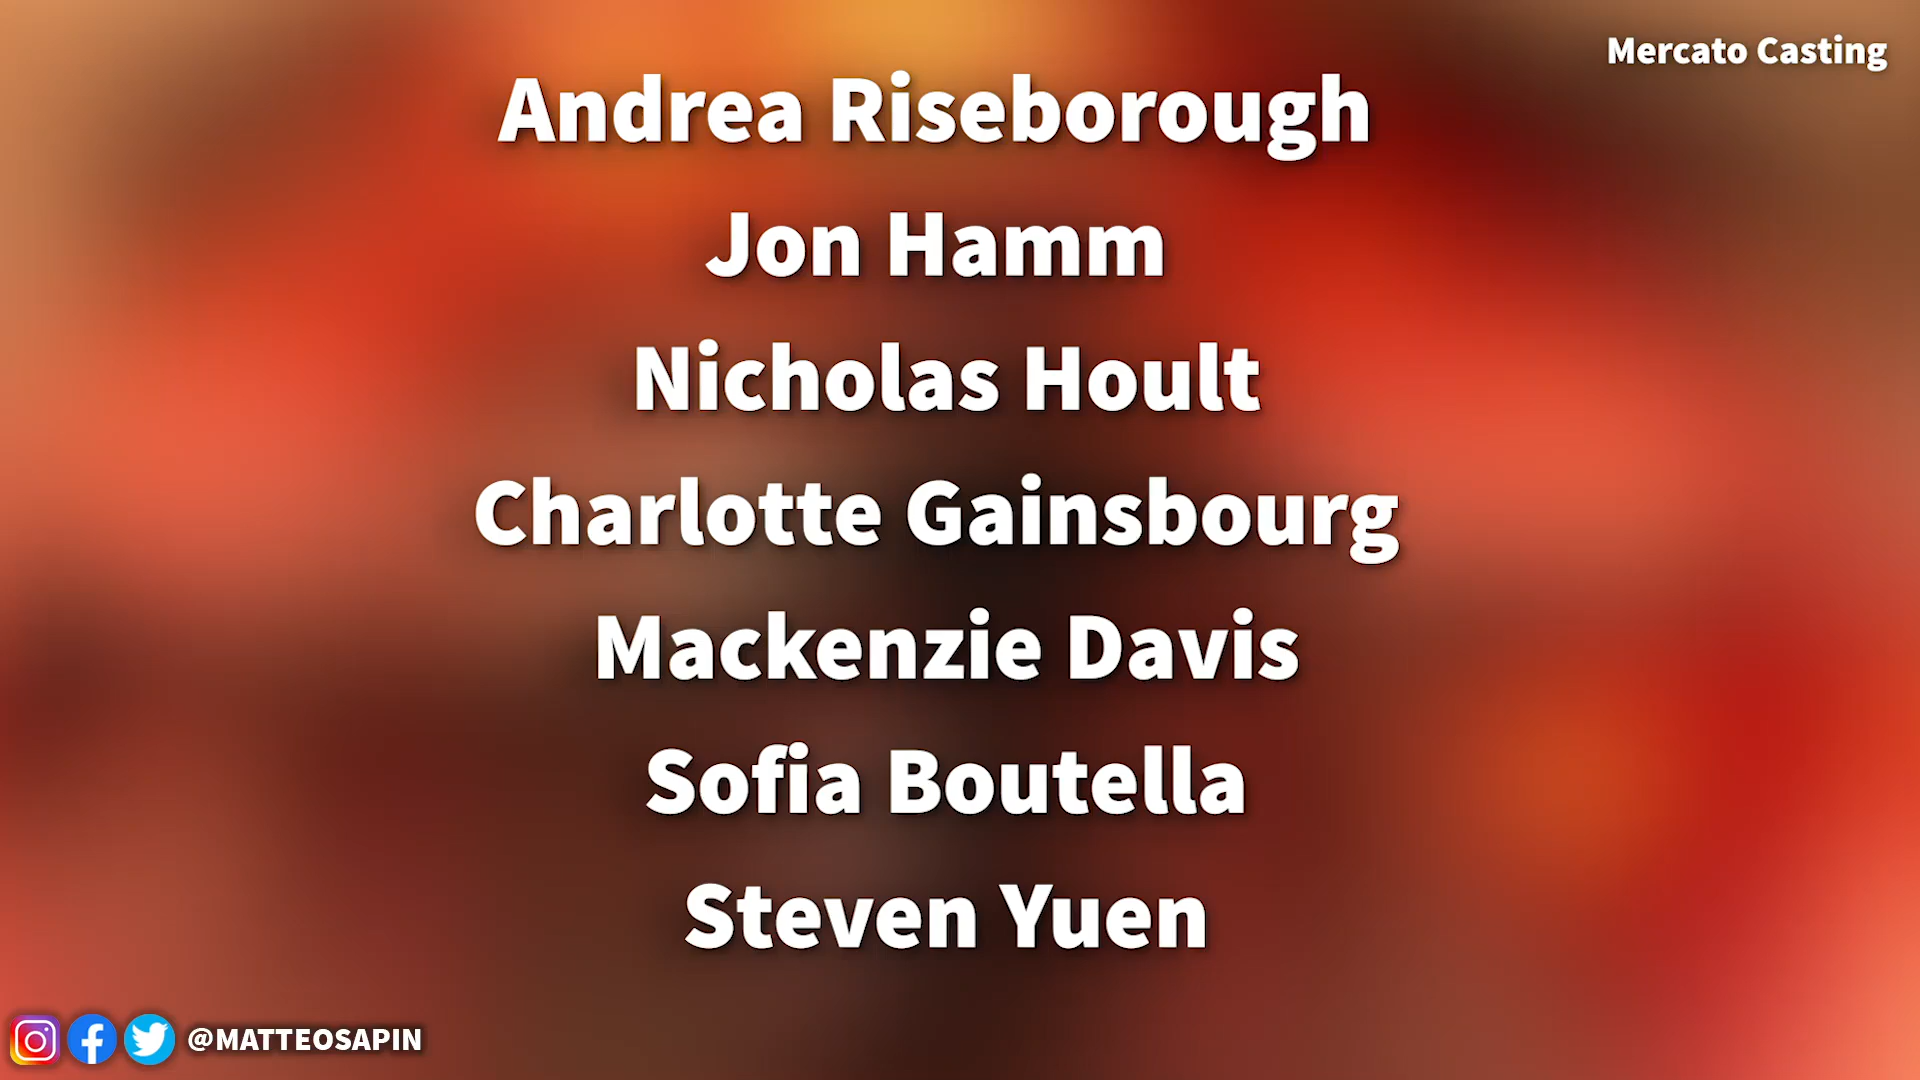 Mercato Casting
Andrea Riseborough
Jon Hamm
Nicholas Hoult
Charlotte Gainsbourg
Mackenzie Davis
Sofia Boutella
Steven Yuen
@MATTEOSAPIN